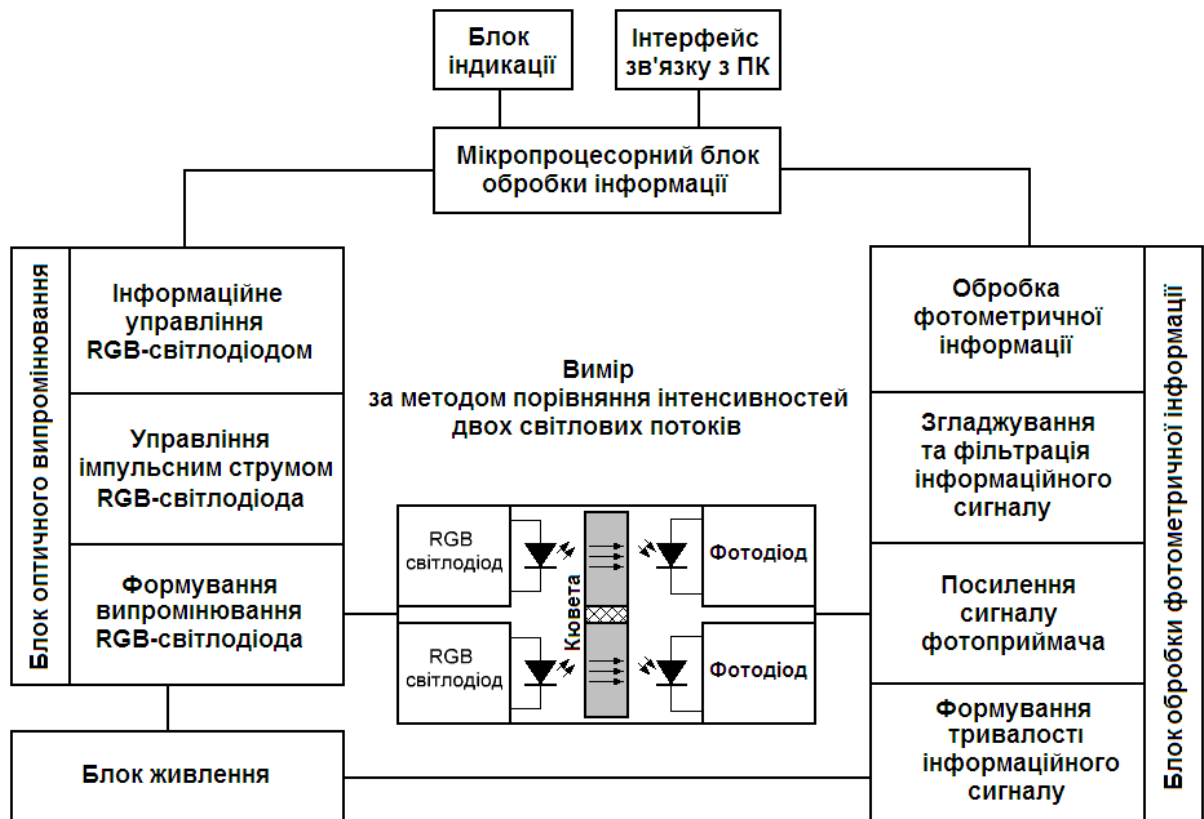 Блок
індикації
Інтерфейс
зв'язку з ПК
Мікропроцесорний блок
обробки інформації
Блок оптичного випромінювання
Інформаційне
управління
RGB-світлодіодом
Управління
імпульсним струмом
RGB-світлодіода
Формування
випромінювання
RGB-світлодіода
Блок живлення
Вимір
за методом порівняння інтенсивностей
двох світлових потоків
RGB
світлодіод
RGB
світлодіод
Кювета
Фотодіод
Фотодіод
Обробка
фотометричної
інформації
Згладжування
та фільтрація
інформаційного
сигналу
Посилення
сигналу
фотоприймача
Формування
тривалості
інформаційного
сигналу
Блок обробки фотометричної інформації